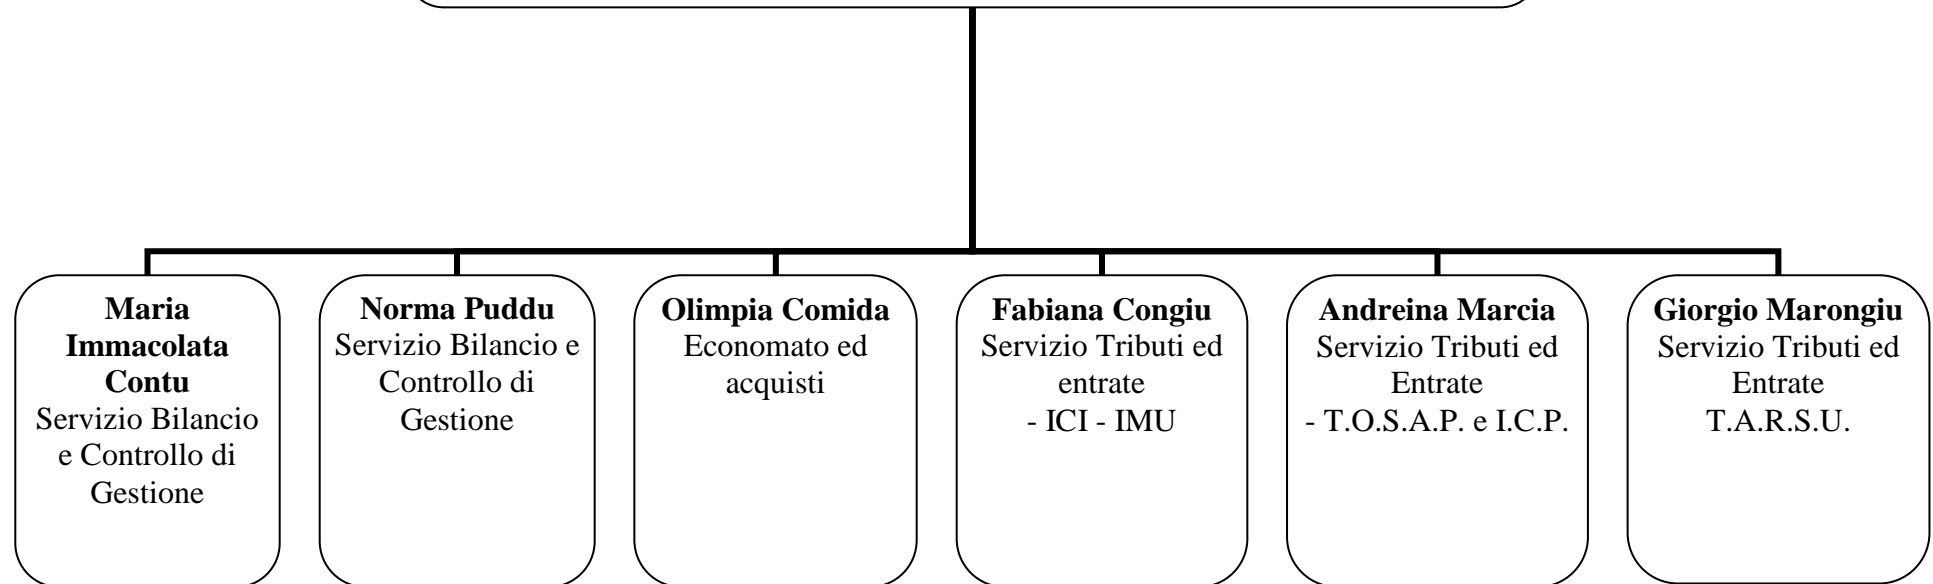 Maria
Immacolata
Contu
Servizio Bilancio
e Controllo di
Gestione
Norma Puddu
Servizio Bilancio e
Controllo di
Gestione
Olimpia Comida
Economato ed
acquisti
Fabiana Congiu
Servizio Tributi ed
entrate
- ICI - IMU
Andreina Marcia
Servizio Tributi ed
Entrate
- T.O.S.A.P. e I.C.P.
Giorgio Marongiu
Servizio Tributi ed
Entrate
T.A.R.S.U.